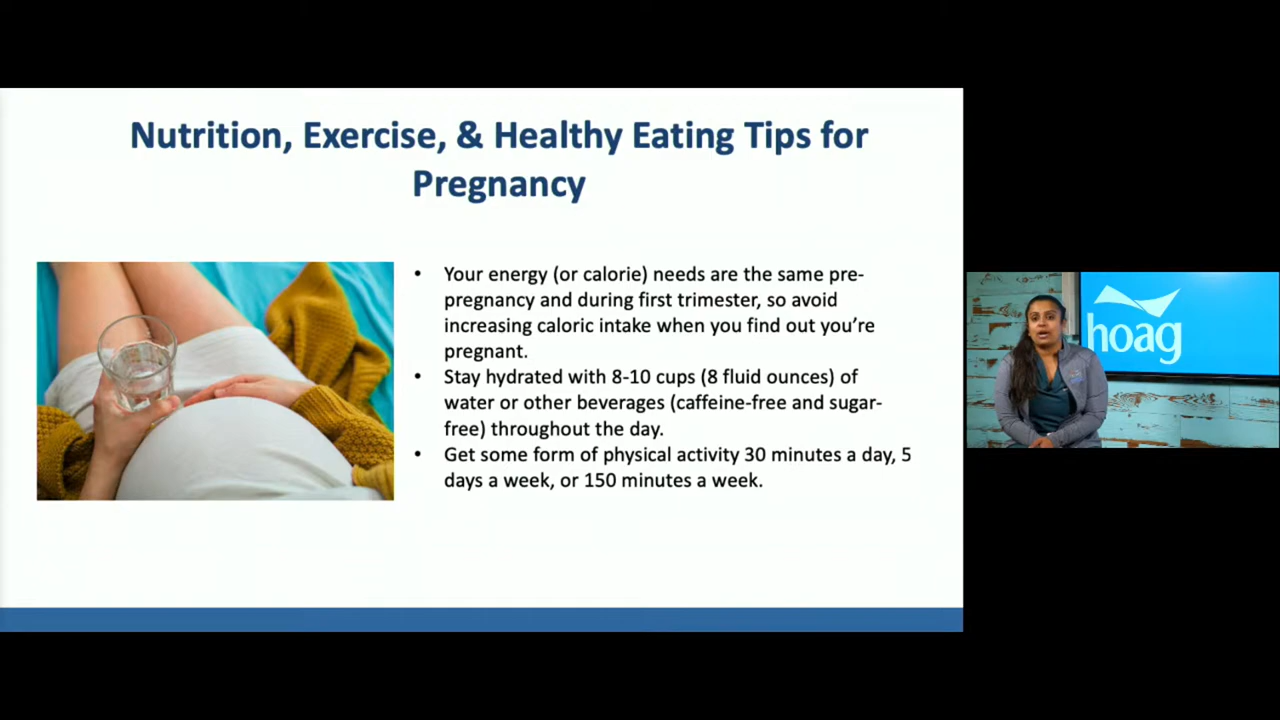 Nutrition, Exercise, & Healthy Eating Tips for
Pregnancy
• Your energy (or calorie) needs are the same pre-
pregnancy and during first trimester, so avoid
increasing caloric intake when you find out you’re
pregnant.
• Stay hydrated with 8-10 cups (8 fluid ounces) of
water or other beverages (caffeine-free and sugar-
free) throughout the day.
• Get some form of physical activity 30 minutes a day, 5
days a week, or 150 minutes a week.
hoag